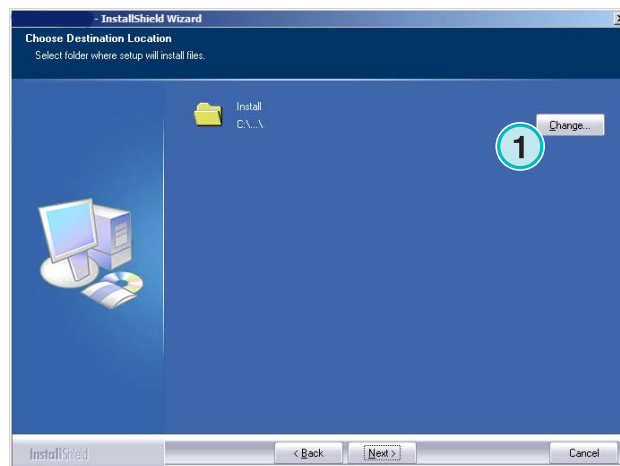 - InstallShield Wizard
Choose Destination Location
Select folder where setup will install files.
Install
C:\...\
Change...
1
InstallShield
< Back
Next >
Cancel